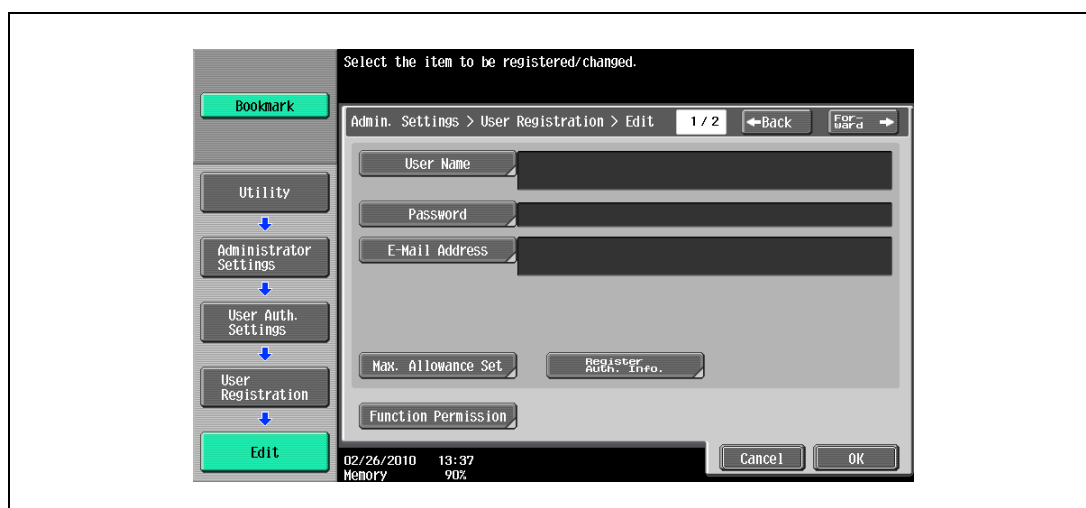 Select the item to be registered/changed.
Bookmark
Admin. Settings > User Registration > Edit 1 / 2 ←Back For-
ward →
User Name
Utility
Password
Administrator
Settings
E-Mail Address
User Auth.
Settings
Max. Allowance Set
Register
Auth. Info.
User
Registration
Function Permission
Edit
Cancel OK
02/26/2010 13:37
Memory 90%